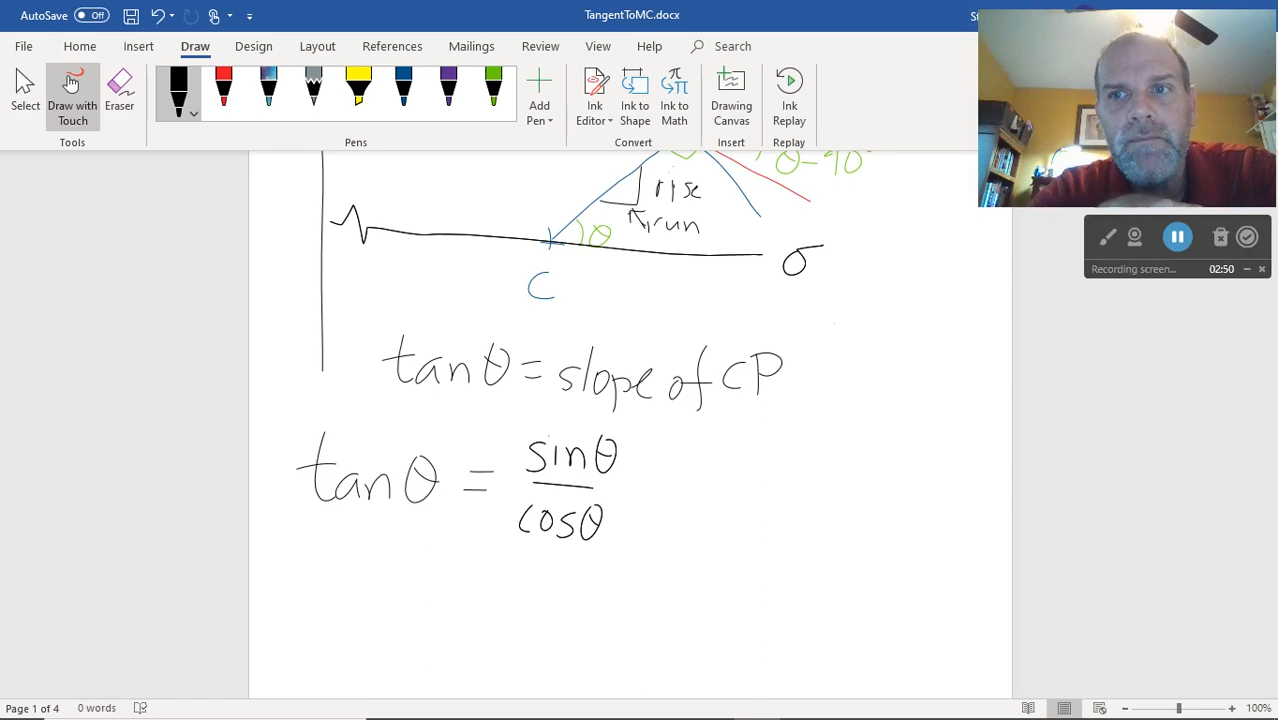 AutoSave Off
TangentToMC.docx
St
File Home Insert Draw Design Layout References Mailings Review View Help Search
Select
Draw with Touch
Eraser
Add Pen
Ink Editor
Ink to Shape
Ink to Math
Drawing Canvas
Ink Replay
Tools
Pens
Convert
Insert
Replay
Recording screen... 02:50
θ-90°
rise
run
θ
σ
C
tanθ = slope of CP
tanθ = sinθ
cosθ
Page 1 of 4 0 words
100%